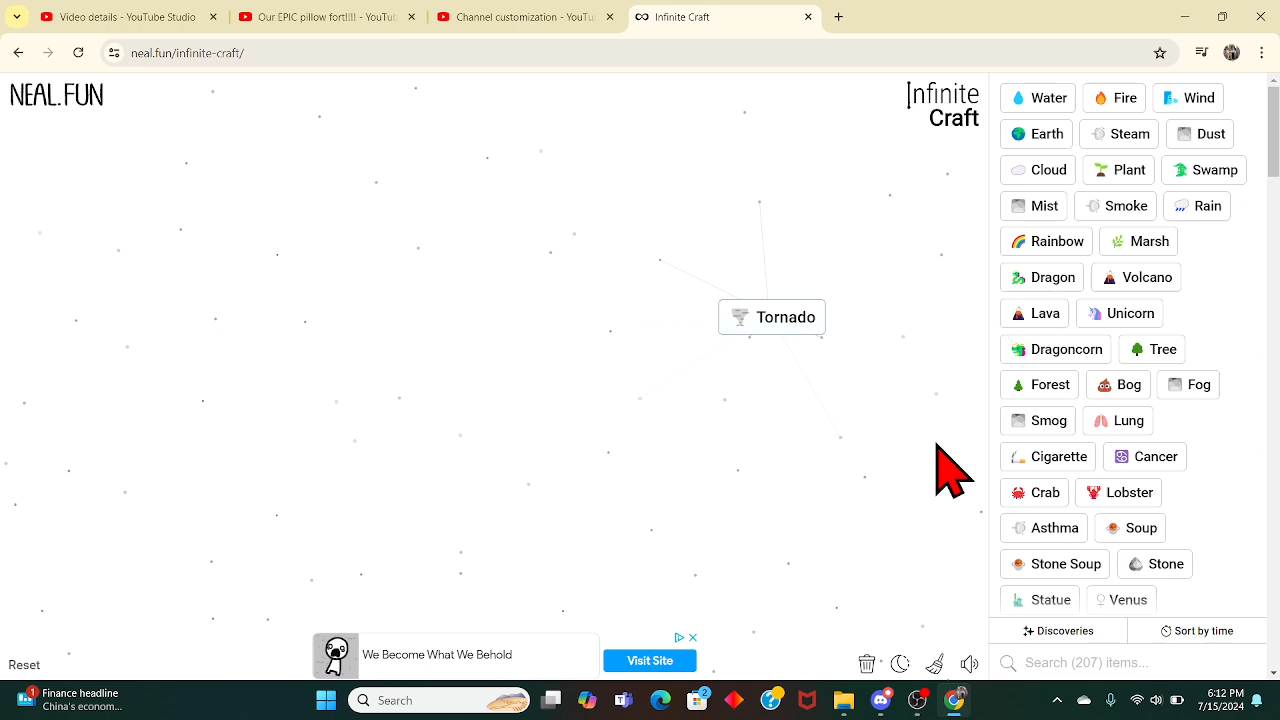 Video details - YouTube Studio
Our EPIC pillow fort!!!! - YouTub
Channel customization - YouTu
Infinite Craft
neal.fun/infinite-craft/
NEAL.FUN
Infinite
Craft
Water
Fire
Wind
Earth
Steam
Dust
Cloud
Plant
Swamp
Mist
Smoke
Rain
Rainbow
Marsh
Dragon
Volcano
Lava
Unicorn
Dragoncorn
Tree
Forest
Bog
Fog
Smog
Lung
Cigarette
Cancer
Crab
Lobster
Asthma
Soup
Stone Soup
Stone
Statue
Venus
Tornado
Discoveries
Sort by time
Search (207) items...
We Become What We Behold
Visit Site
Reset
1
Finance headline
China's econom...
Search
2
6:12 PM
7/15/2024